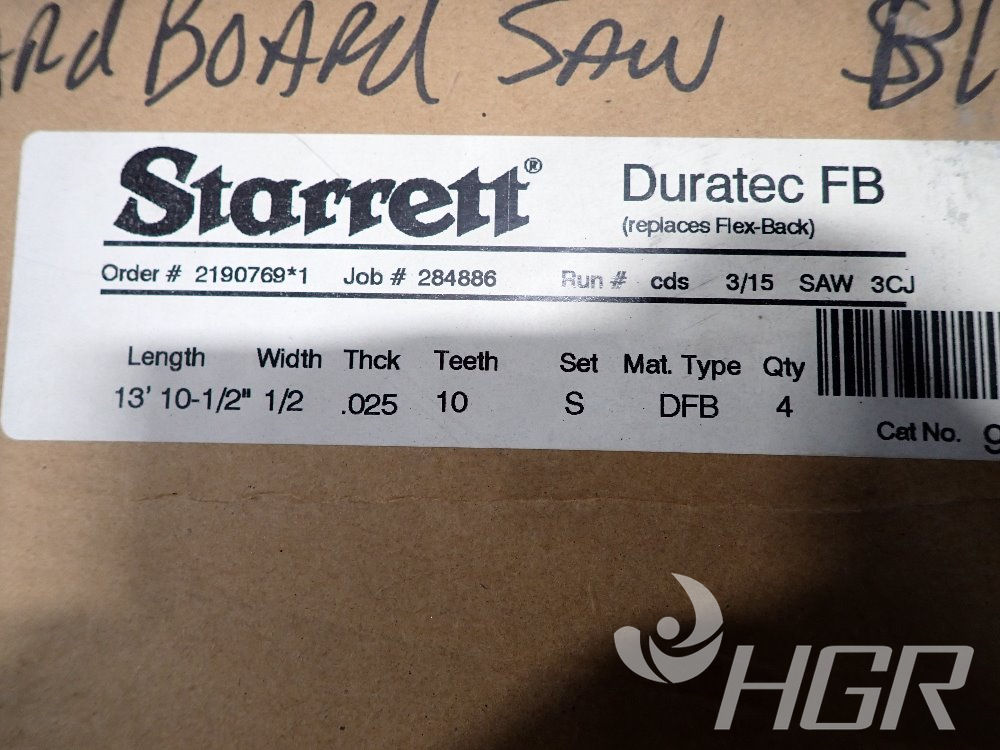 BOARd SAW
Starrett®
Duratec FB
(replaces Flex-Back)
Order # 2190769*1 Job # 284886 Run # cds 3/15 SAW 3CJ
Length Width Thck Teeth Set Mat. Type Qty
13' 10-1/2" 1/2 .025 10 S DFB 4
Cat No. 9
HGR